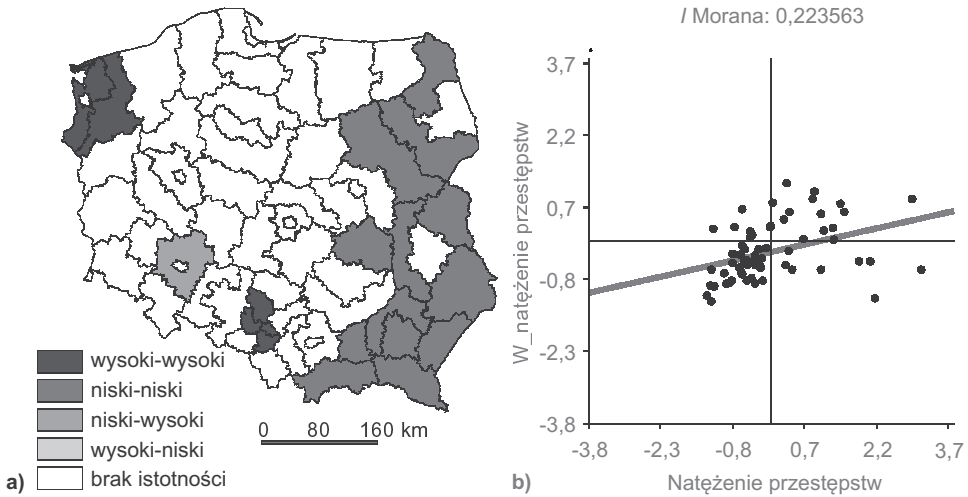 a)
wysoki-wysoki
niski-niski
niski-wysoki
wysoki-niski
brak istotności
0 80 160 km
b)
I Morana: 0,223563
W_natężenie przestępstw
3,7
2,2
0,7
-0,8
-2,3
-3,8
-3,8 -2,3 -0,8 0,7 2,2 3,7
Natężenie przestępstw